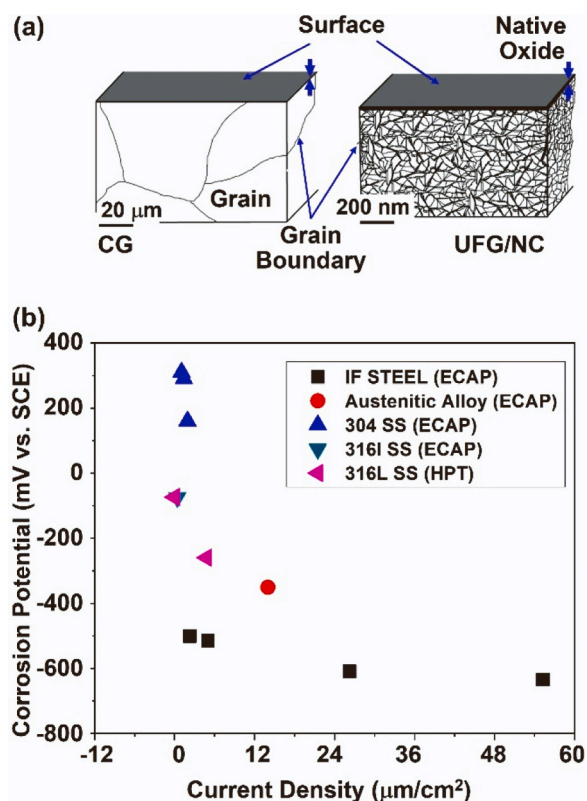 (a)
Surface
Native
Oxide
Grain
20 μm
CG
Grain
Boundary
200 nm
UFG/NC
(b)
400
200
0
-200
-400
-600
-800
Corrosion Potential (mV vs. SCE)
IF STEEL (ECAP)
Austenitic Alloy (ECAP)
304 SS (ECAP)
316l SS (ECAP)
316L SS (HPT)
-12 0 12 24 36 48 60
Current Density (μm/cm²)